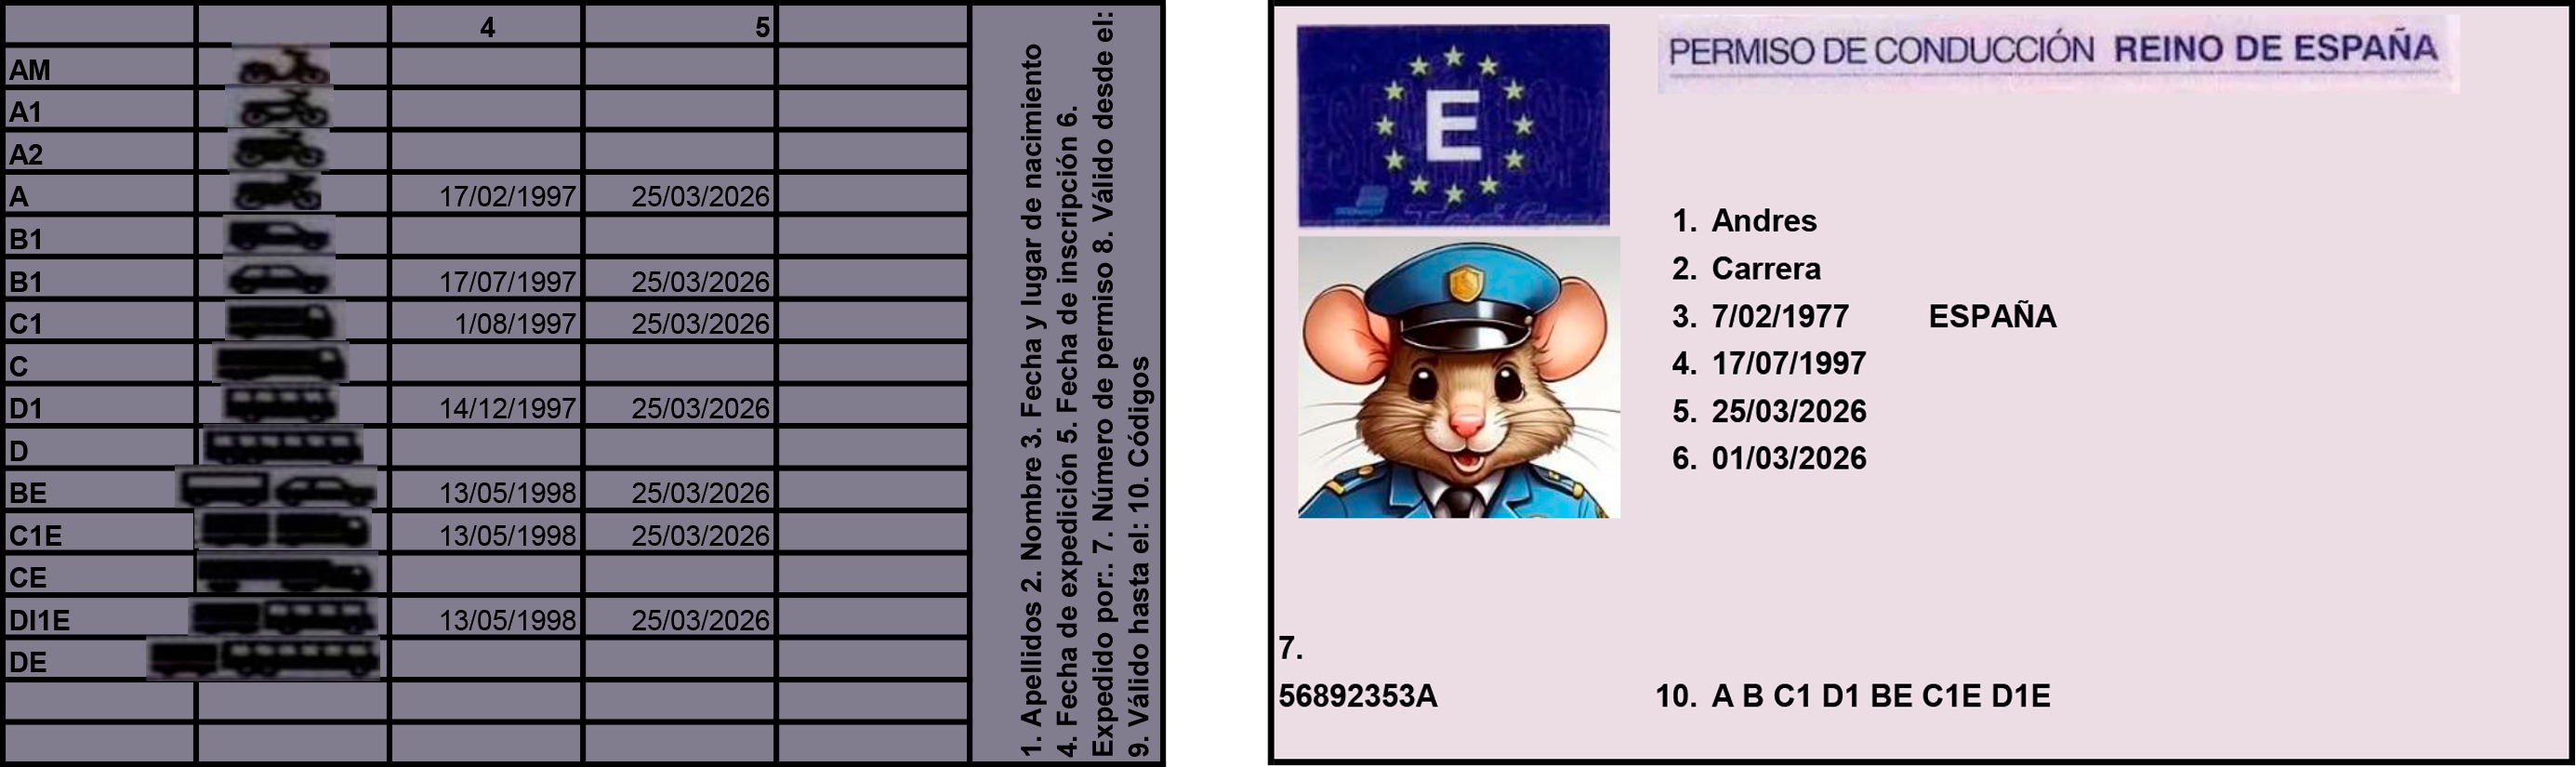 4 5
AM
A1
A2
A 17/02/1997 25/03/2026
B1
B1 17/07/1997 25/03/2026
C1 1/08/1997 25/03/2026
C
D1 14/12/1997 25/03/2026
D
BE 13/05/1998 25/03/2026
C1E 13/05/1998 25/03/2026
CE
DI1E 13/05/1998 25/03/2026
DE
1. Apellidos 2. Nombre 3. Fecha y lugar de nacimiento
4. Fecha de expedición 5. Fecha de inscripción 6.
Expedido por:. 7. Número de permiso 8. Válido desde el:
9. Válido hasta el: 10. Códigos
E
PERMISO DE CONDUCCIÓN REINO DE ESPAÑA
1. Andres
2. Carrera
3. 7/02/1977 ESPAÑA
4. 17/07/1997
5. 25/03/2026
6. 01/03/2026
7.
56892353A
10. A B C1 D1 BE C1E D1E